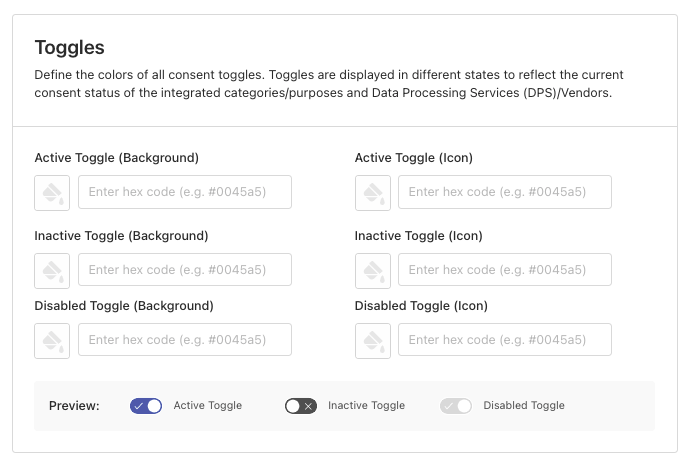 Toggles
Define the colors of all consent toggles. Toggles are displayed in different states to reflect the current
consent status of the integrated categories/purposes and Data Processing Services (DPS)/Vendors.
Active Toggle (Background)
Active Toggle (Icon)
Enter hex code (e.g. #0045a5)
Enter hex code (e.g. #0045a5)
Inactive Toggle (Background)
Inactive Toggle (Icon)
Enter hex code (e.g. #0045a5)
Enter hex code (e.g. #0045a5)
Disabled Toggle (Background)
Disabled Toggle (Icon)
Enter hex code (e.g. #0045a5)
Enter hex code (e.g. #0045a5)
Preview: Active Toggle Inactive Toggle Disabled Toggle